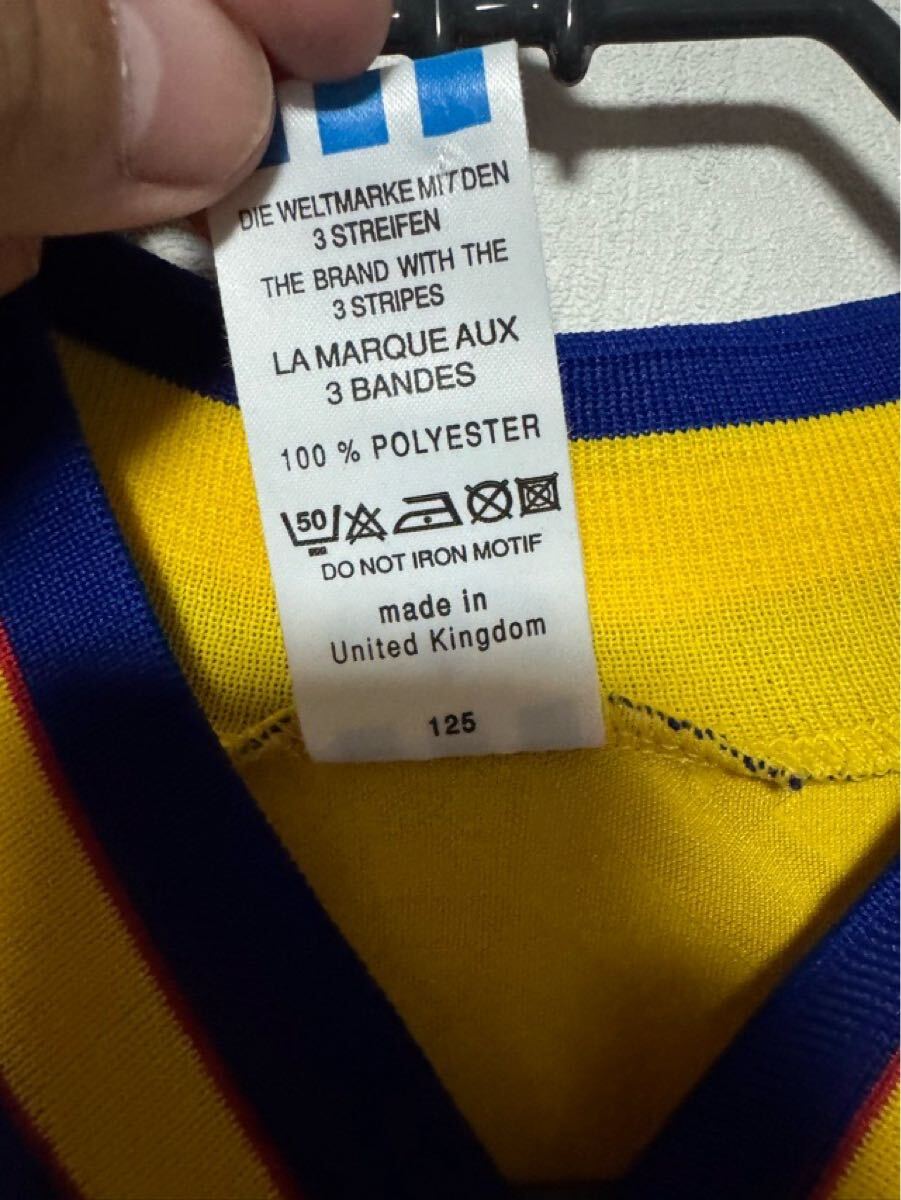 DIE WELTMARKE MIT DEN
3 STREIFEN
THE BRAND WITH THE
3 STRIPES
LA MARQUE AUX
3 BANDES
100 % POLYESTER
50
DO NOT IRON MOTIF
made in
United Kingdom
125